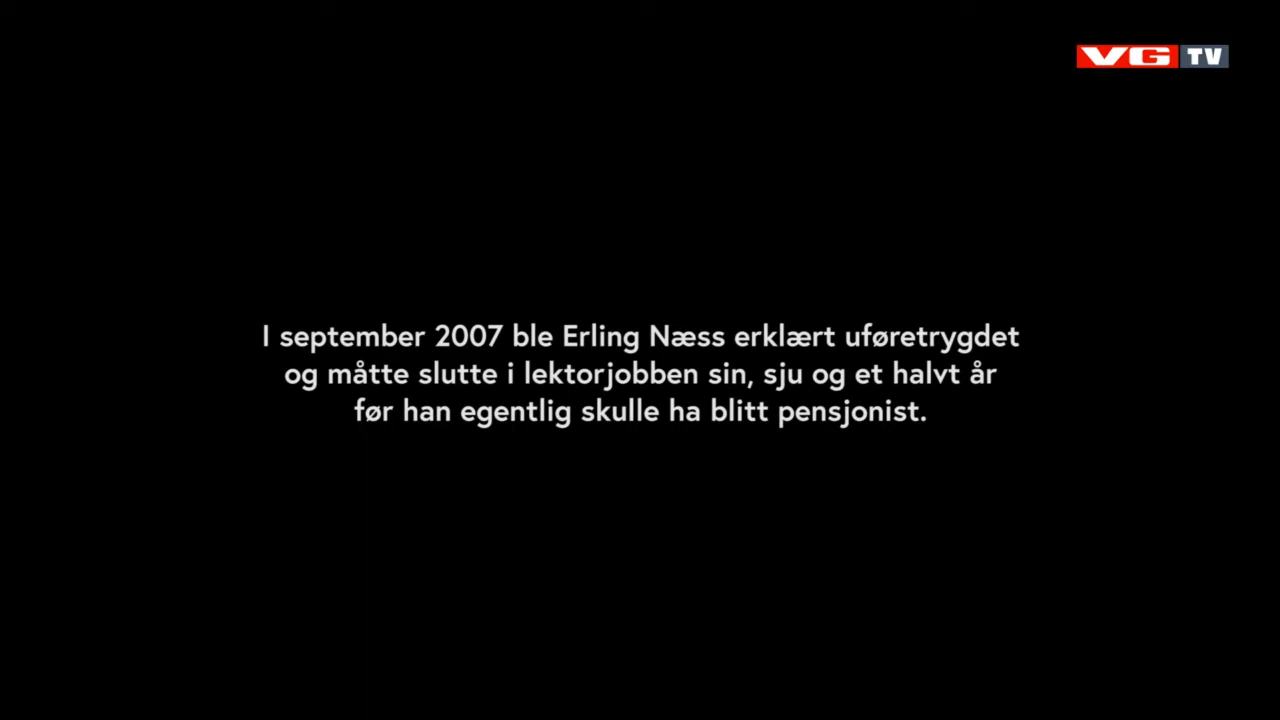 VG TV
I september 2007 ble Erling Næss erklært uføretrygdet
og måtte slutte i lektorjobben sin, sju og et halvt år
før han egentlig skulle ha blitt pensjonist.